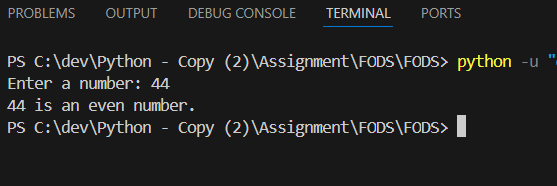 PROBLEMS OUTPUT DEBUG CONSOLE TERMINAL PORTS
PS C:\dev\Python - Copy (2)\Assignment\FODS\FODS> python -u "
Enter a number: 44
44 is an even number.
PS C:\dev\Python - Copy (2)\Assignment\FODS\FODS>